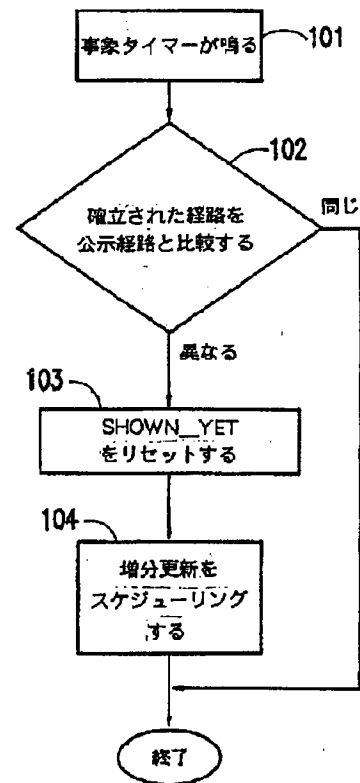 事象タイマーが鳴る
101
102
確立された経路を
公示経路と比較する
同じ
異なる
103
SHOWN__YET
をリセットする
104
増分更新を
スケジューリング
する
終了